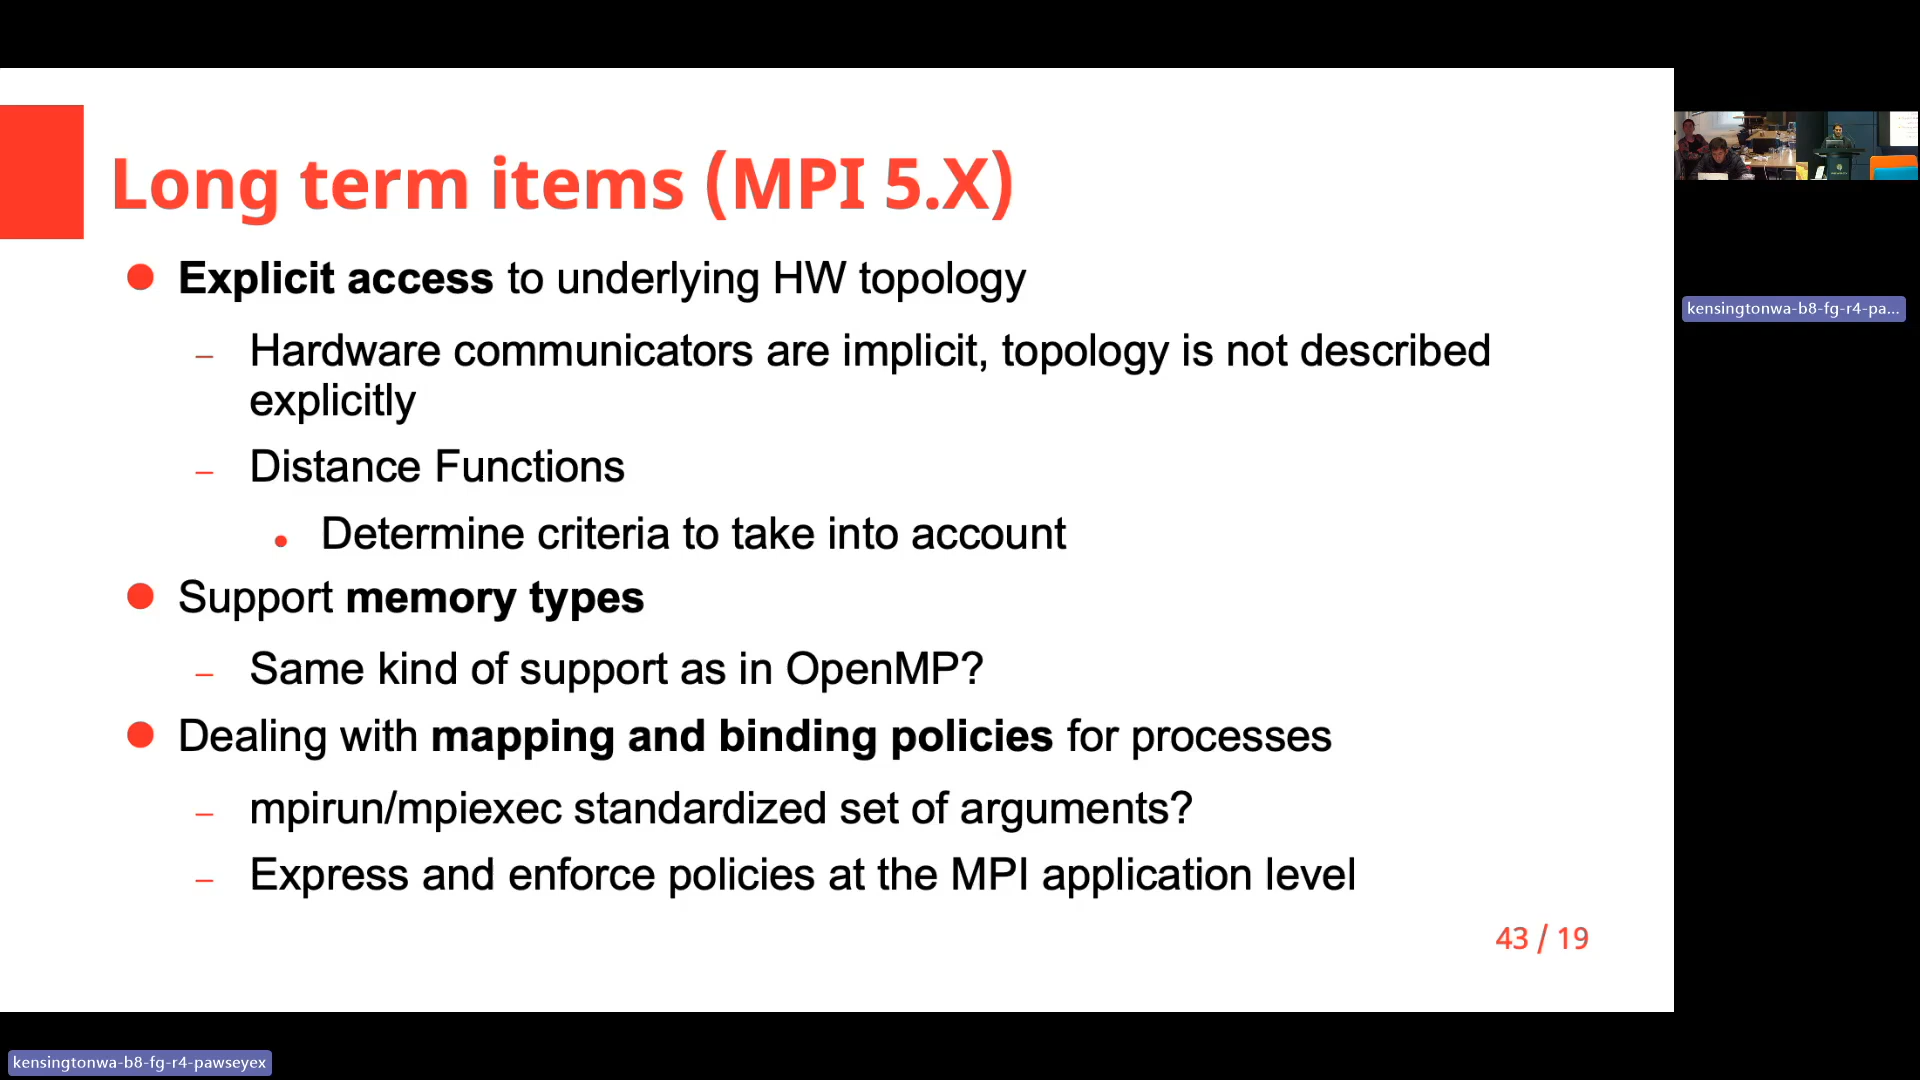 Long term items (MPI 5.X)
Explicit access to underlying HW topology
– Hardware communicators are implicit, topology is not described
explicitly
– Distance Functions
• Determine criteria to take into account
Support memory types
– Same kind of support as in OpenMP?
Dealing with mapping and binding policies for processes
– mpirun/mpiexec standardized set of arguments?
– Express and enforce policies at the MPI application level
43 / 19
kensingtonwa-b8-fg-r4-pa...
kensingtonwa-b8-fg-r4-pawseyex